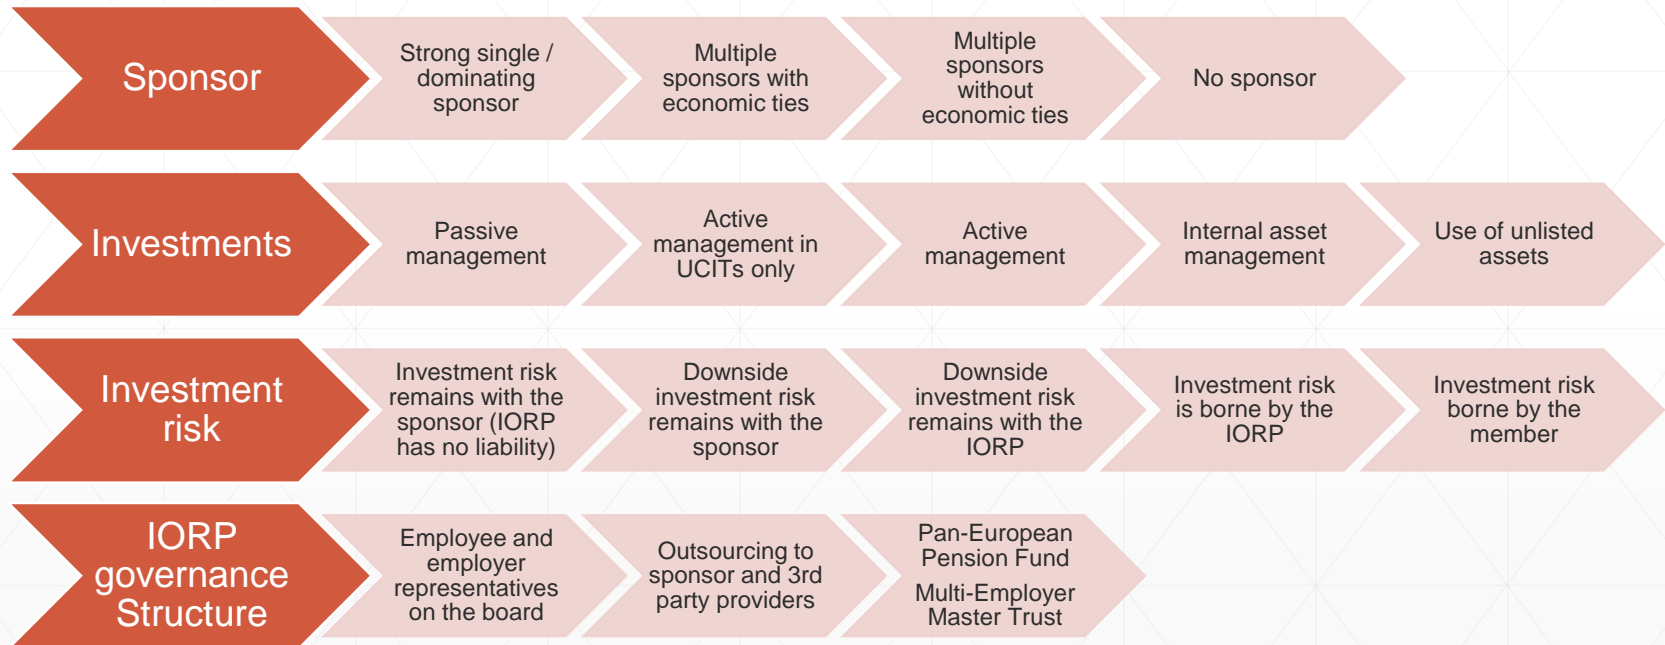 Sponsor
Strong single /
dominating
sponsor
Multiple
sponsors with
economic ties
Multiple
sponsors
without
economic ties
No sponsor
Investments
Passive
management
Active
management in
UCITs only
Active
management
Internal asset
management
Use of unlisted
assets
Investment
risk
Investment risk
remains with the
sponsor (IORP
has no liability)
Downside
investment risk
remains with the
sponsor
Downside
investment risk
remains with the
IORP
Investment risk
is borne by the
IORP
Investment risk
borne by the
member
IORP
governance
Structure
Employee and
employer
representatives
on the board
Outsourcing to
sponsor and 3rd
party providers
Pan-European
Pension Fund
Multi-Employer
Master Trust